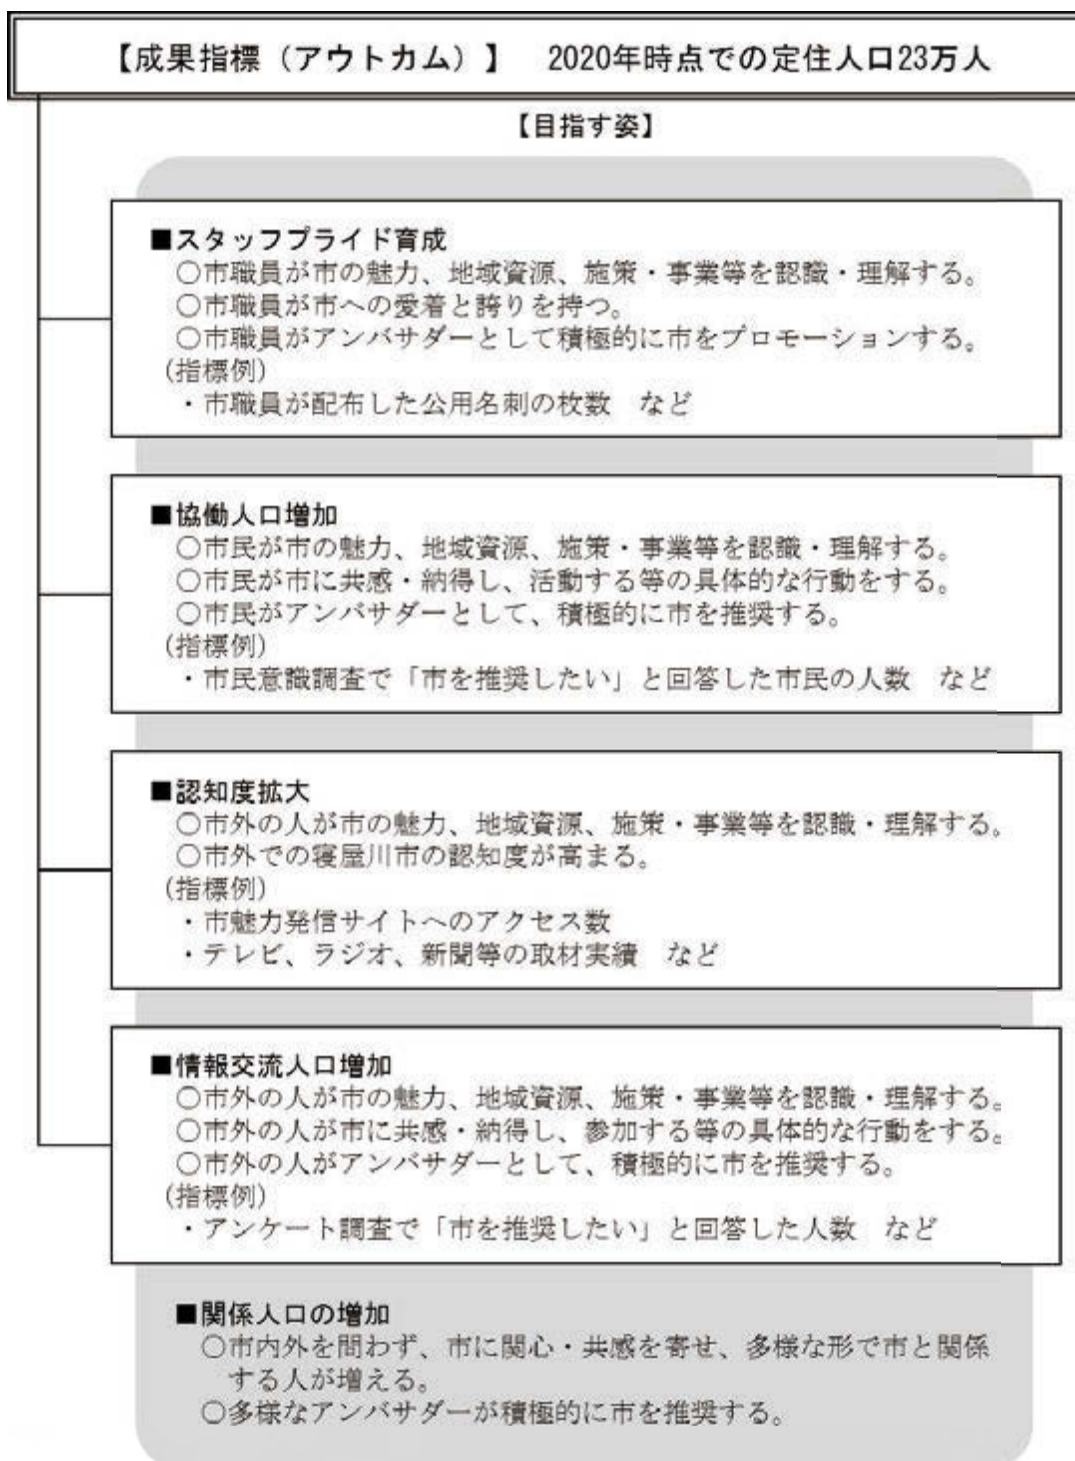 【成果指標（アウトカム）】　2020年時点での定住人口23万人
【目指す姿】
■スタッフプライド育成
○市職員が市の魅力、地域資源、施策・事業等を認識・理解する。
○市職員が市への愛着と誇りを持つ。
○市職員がアンバサダーとして積極的に市をプロモーションする。
(指標例)
・市職員が配布した公用名刺の枚数　など
■協働人口増加
○市民が市の魅力、地域資源、施策・事業等を認識・理解する。
○市民が市に共感・納得し、活動する等の具体的な行動をする。
○市民がアンバサダーとして、積極的に市を推奨する。
(指標例)
・市民意識調査で「市を推奨したい」と回答した市民の人数　など
■認知度拡大
○市外の人が市の魅力、地域資源、施策・事業等を認識・理解する。
○市外での寝屋川市の認知度が高まる。
(指標例)
・市魅力発信サイトへのアクセス数
・テレビ、ラジオ、新聞等の取材実績　など
■情報交流人口増加
○市外の人が市の魅力、地域資源、施策・事業等を認識・理解する。
○市外の人が市に共感・納得し、参加する等の具体的な行動をする。
○市外の人がアンバサダーとして、積極的に市を推奨する。
(指標例)
・アンケート調査で「市を推奨したい」と回答した人数　など
■関係人口の増加
○市内外を問わず、市に関心・共感を寄せ、多様な形で市と関係
する人が増える。
○多様なアンバサダーが積極的に市を推奨する。